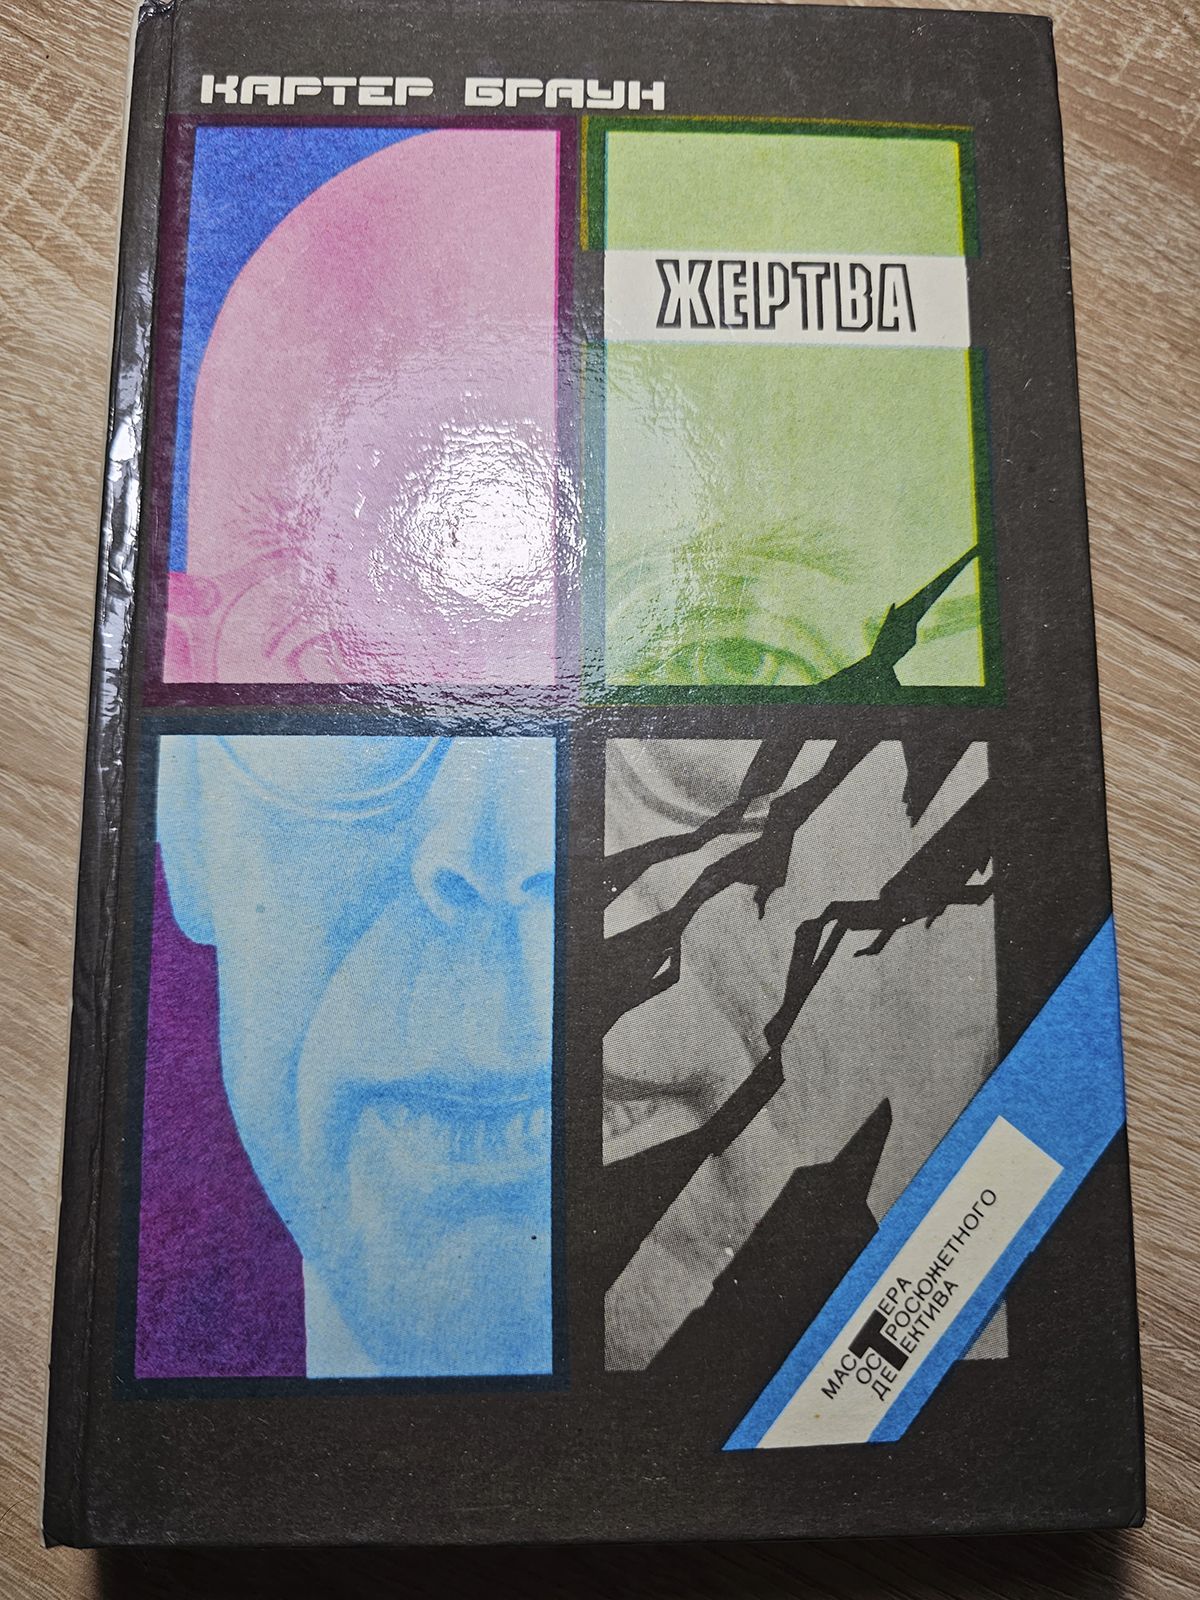 КАРТЕР БРАУН
ЖЕРТВА
МАСТЕРА
ОСТРОСЮЖЕТНОГО
ДЕТЕКТИВА